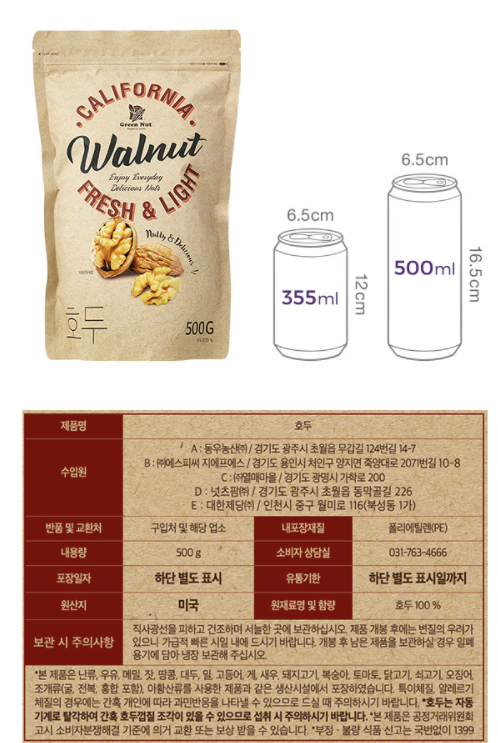 CALIFORNIA
Green Nut
Walnut
Enjoy Everyday
Delicious Nuts
FRESH & LIGHT
Nutty & Delicious
호두
500G
6.5cm
355ml
12cm
6.5cm
500ml
16.5cm
제품명 호두
수입원
A : 동우농산㈜ / 경기도 광주시 초월읍 무갑길 124번길 14-7
B : ㈜에스피씨 지에프에스 / 경기도 용인시 처인구 양지면 죽양대로 2071번길 10-8
C : ㈜열매마을 / 경기도 광명시 가학로 200
D : 넛츠팜㈜ / 경기도 광주시 초월읍 동막골길 226
E : 대한제당㈜ / 인천시 중구 월미로 116(북성동 1가)
반품 및 교환처 구입처 및 해당 업소 내포장재질 폴리에틸렌(PE)
내용량 500 g 소비자 상담실 031-763-4666
포장일자 하단 별도 표시 유통기한 하단 별도 표시일까지
원산지 미국 원재료명 및 함량 호두 100 %
보관 시 주의사항
직사광선을 피하고 건조하며 서늘한 곳에 보관하십시오. 제품 개봉 후에는 변질의 우려가
있으니 가급적 빠른 시일 내에 드시기 바랍니다. 개봉 후 남은 제품을 보관하실 경우 밀폐
용기에 담아 냉장 보관해 주십시오.
*본 제품은 난류, 우유, 메밀, 잣, 땅콩, 대두, 밀, 고등어, 게, 새우, 돼지고기, 복숭아, 토마토, 닭고기, 쇠고기, 오징어,
조개류(굴, 전복, 홍합 포함), 아황산류를 사용한 제품과 같은 생산시설에서 포장하였습니다. 특이체질, 알레르기
체질의 경우에는 간혹 개인에 따라 과민반응을 나타낼 수 있으므로 드실 때 주의하시기 바랍니다. *호두는 자동
기계로 탈각하여 간혹 호두껍질 조각이 있을 수 있으므로 섭취 시 주의하시기 바랍니다. *본 제품은 공정거래위원회
고시 소비자분쟁해결 기준에 의거 교환 또는 보상 받을 수 있습니다. *부정 · 불량 식품 신고는 국번없이 1399